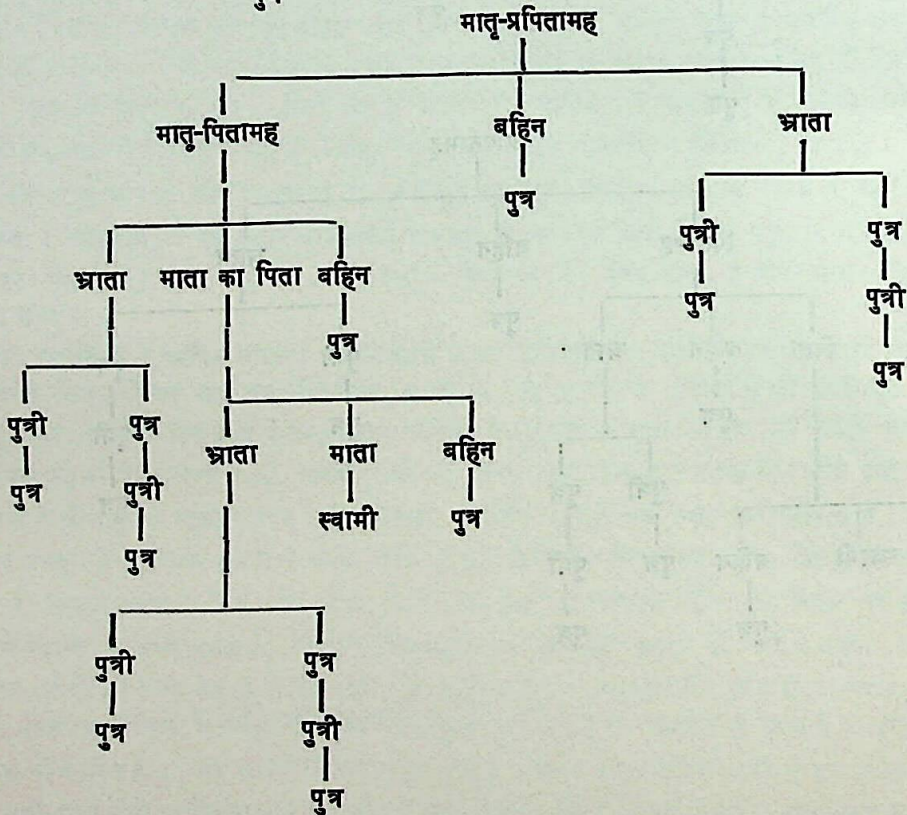 मातृ-प्रपितामह
मातृ-पितामह बहिन भ्राता
पुत्र
पुत्री पुत्र
भ्राता माता का पिता बहिन
पुत्र पुत्री
पुत्र
पुत्र
पुत्री पुत्र
भ्राता माता बहिन
पुत्र पुत्री
स्वामी पुत्र
पुत्र
पुत्री पुत्र
पुत्र पुत्री
पुत्र